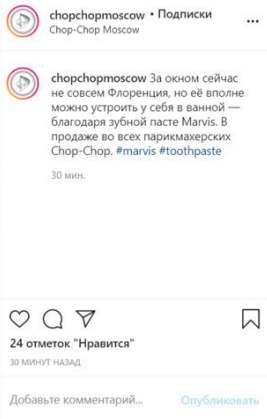 chopchopmoscow • Подписки
Chop-Chop Moscow
chopchopmoscow За окном сейчас
не совсем Флоренция, но её вполне
можно устроить у себя в ванной —
благодаря зубной пасте Marvis. В
продаже во всех парикмахерских
Chop-Chop. #marvis #toothpaste
30 мин.
24 отметок "Нравится"
30 МИНУТ НАЗАД
Добавьте комментарий... Опубликовать